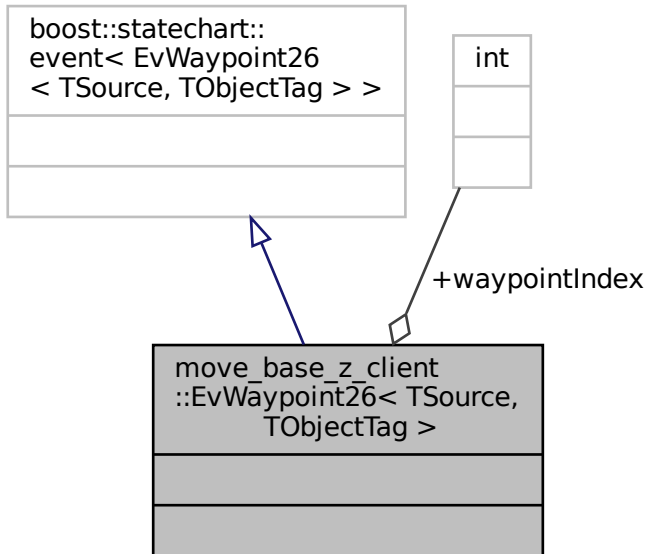 boost::statechart::
event< EvWaypoint26
< TSource, TObjectTag > >
int
+waypointIndex
move_base_z_client
::EvWaypoint26< TSource,
TObjectTag >